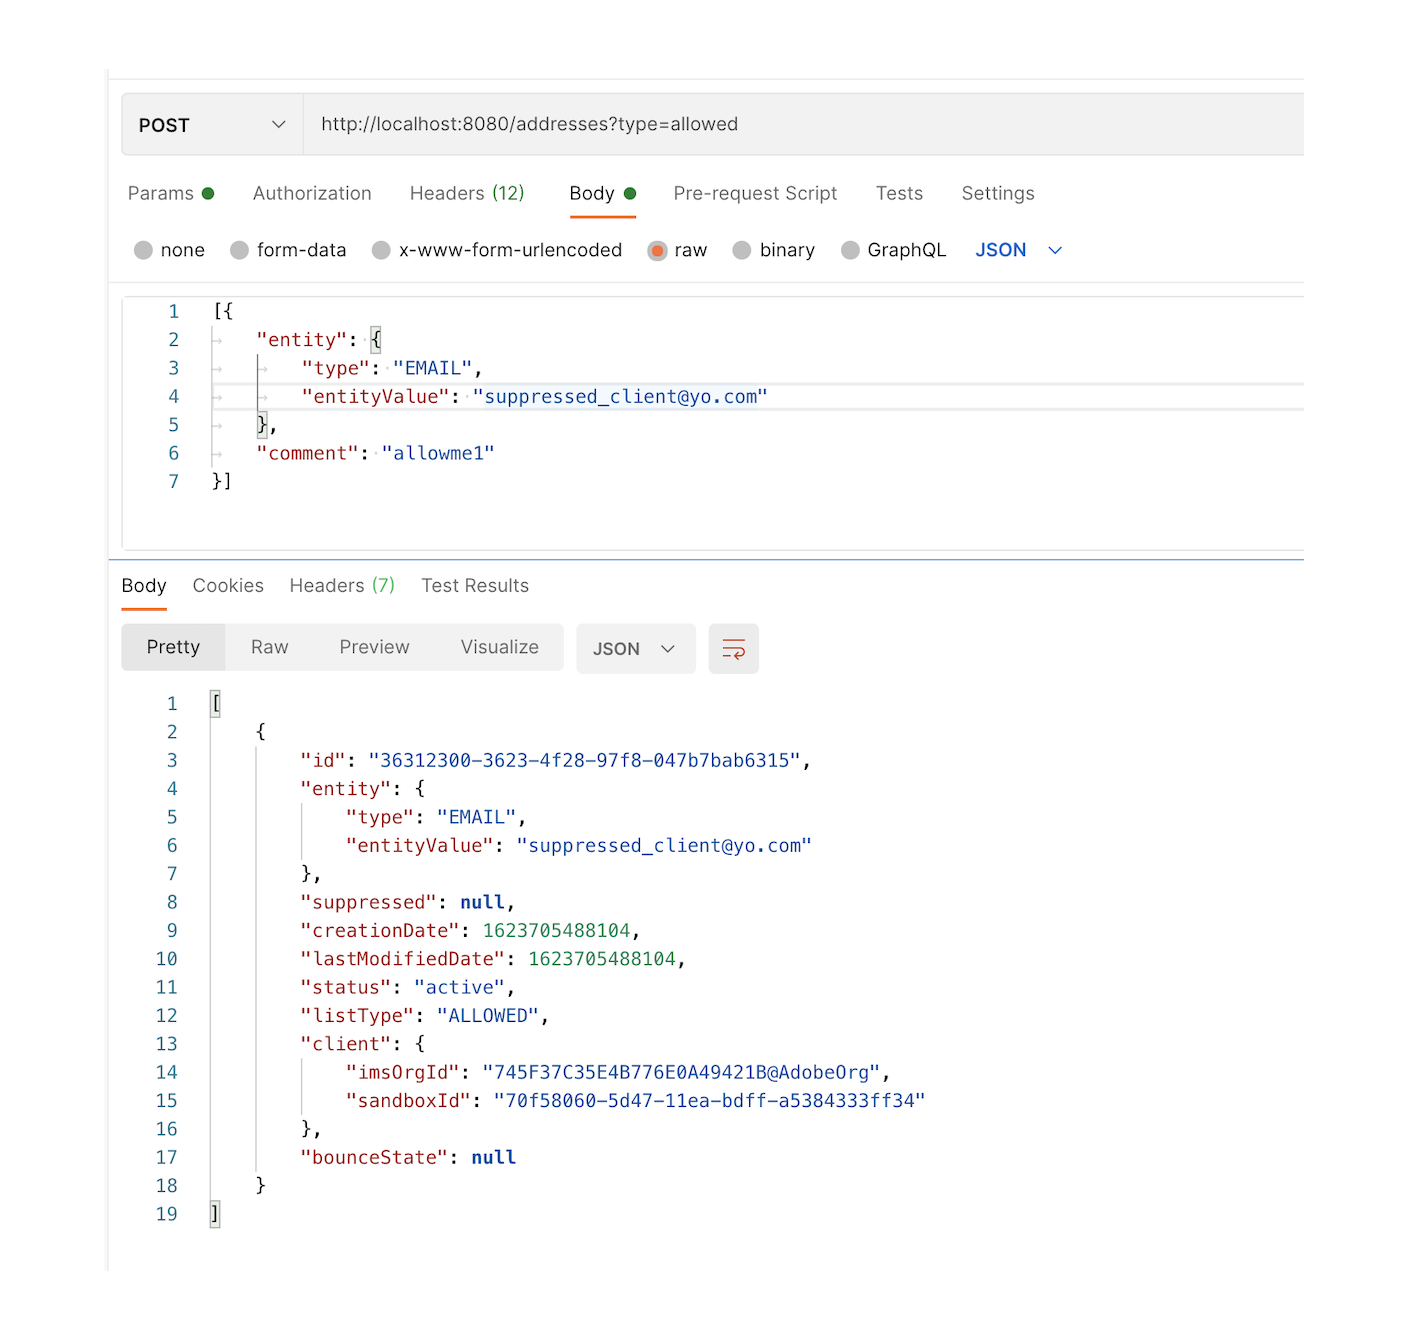 POST http://localhost:8080/addresses?type=allowed
Params Authorization Headers (12) Body Pre-request Script Tests Settings
none form-data x-www-form-urlencoded raw binary GraphQL JSON
1 [{
2 "entity": {
3 "type": "EMAIL",
4 "entityValue": "suppressed_client@yo.com"
5 },
6 "comment": "allowme1"
7 }]
Body Cookies Headers (7) Test Results
Pretty Raw Preview Visualize JSON
1 [
2 {
3 "id": "36312300-3623-4f28-97f8-047b7bab6315",
4 "entity": {
5 "type": "EMAIL",
6 "entityValue": "suppressed_client@yo.com"
7 },
8 "suppressed": null,
9 "creationDate": 1623705488104,
10 "lastModifiedDate": 1623705488104,
11 "status": "active",
12 "listType": "ALLOWED",
13 "client": {
14 "imsOrgId": "745F37C35E4B776E0A49421B@AdobeOrg",
15 "sandboxId": "70f58060-5d47-11ea-bdff-a5384333ff34"
16 },
17 "bounceState": null
18 }
19 ]